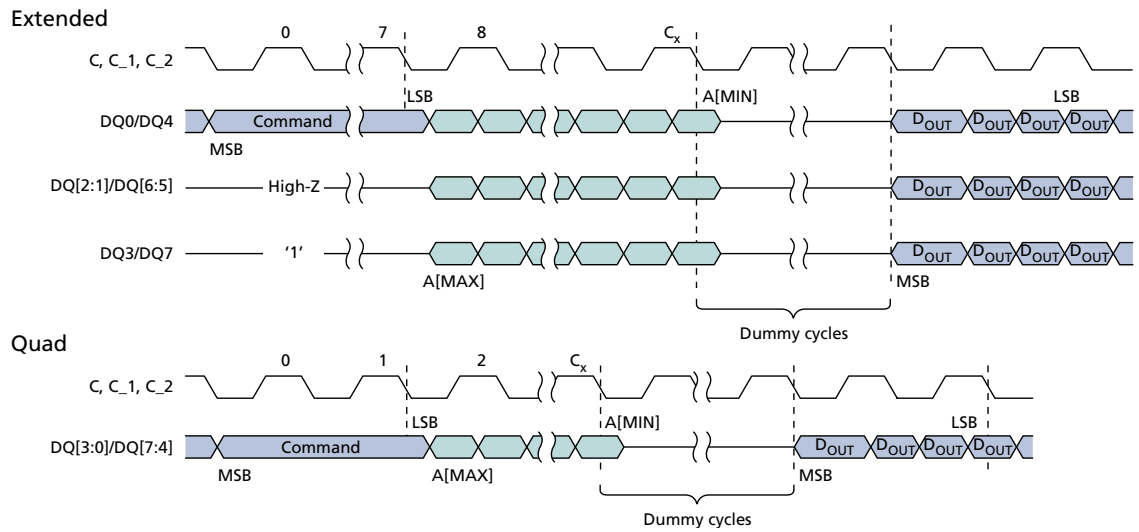 Extended
0 7 8 Cx
C, C_1, C_2
LSB A[MIN] LSB
DQ0/DQ4 Command DOUT DOUT DOUT DOUT
MSB
DQ[2:1]/DQ[6:5] High-Z DOUT DOUT DOUT DOUT
DQ3/DQ7 '1' DOUT DOUT DOUT DOUT
A[MAX] MSB
Dummy cycles
Quad
0 1 2 Cx
C, C_1, C_2
LSB A[MIN] LSB
DQ[3:0]/DQ[7:4] Command DOUT DOUT DOUT DOUT
MSB A[MAX] MSB
Dummy cycles